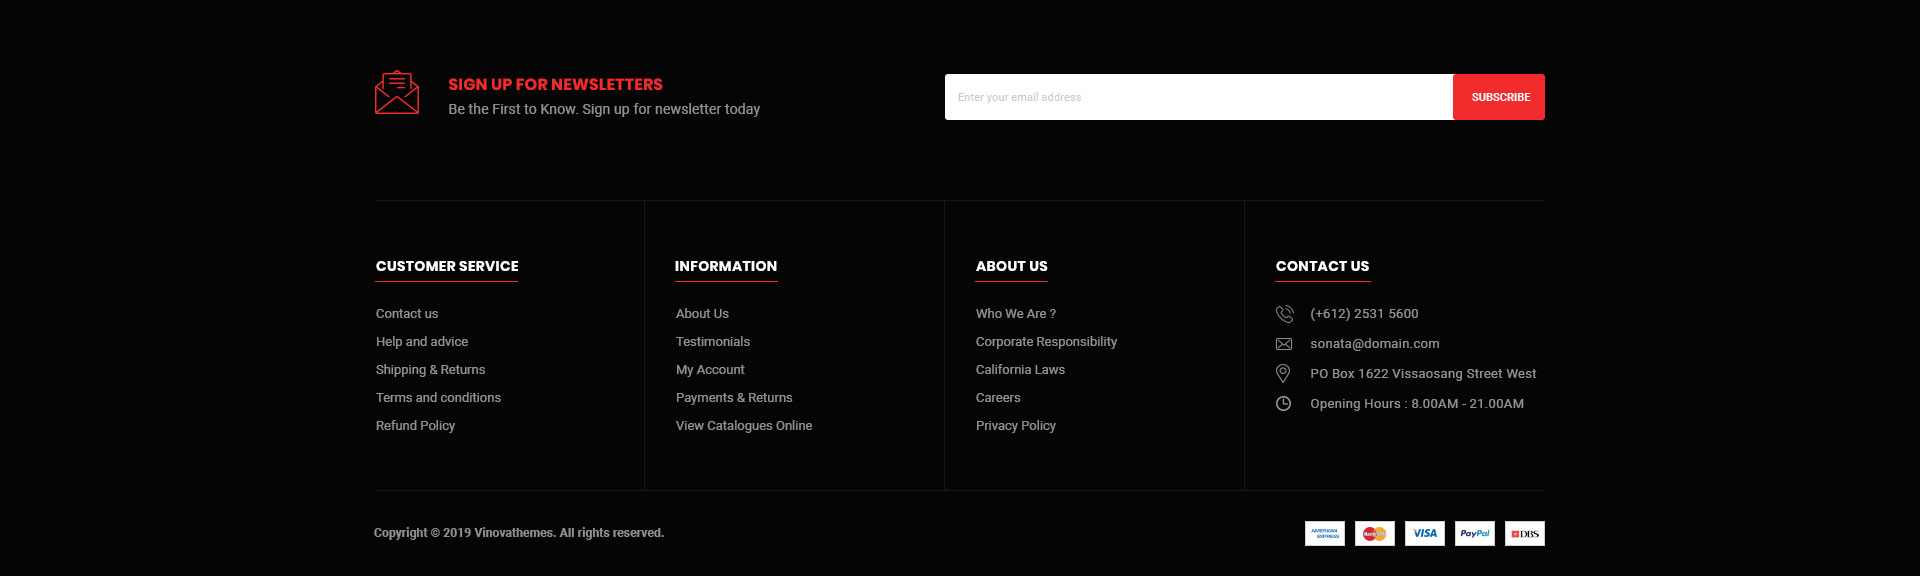 SIGN UP FOR NEWSLETTERS
Be the First to Know. Sign up for newsletter today
Enter your email address
SUBSCRIBE
CUSTOMER SERVICE
Contact us
Help and advice
Shipping & Returns
Terms and conditions
Refund Policy
INFORMATION
About Us
Testimonials
My Account
Payments & Returns
View Catalogues Online
ABOUT US
Who We Are ?
Corporate Responsibility
California Laws
Careers
Privacy Policy
CONTACT US
(+612) 2531 5600
sonata@domain.com
PO Box 1622 Vissaosang Street West
Opening Hours : 8.00AM - 21.00AM
Copyright © 2019 Vinovathemes. All rights reserved.
AMERICAN
EXPRESS
MasterCard
VISA
PayPal
DBS